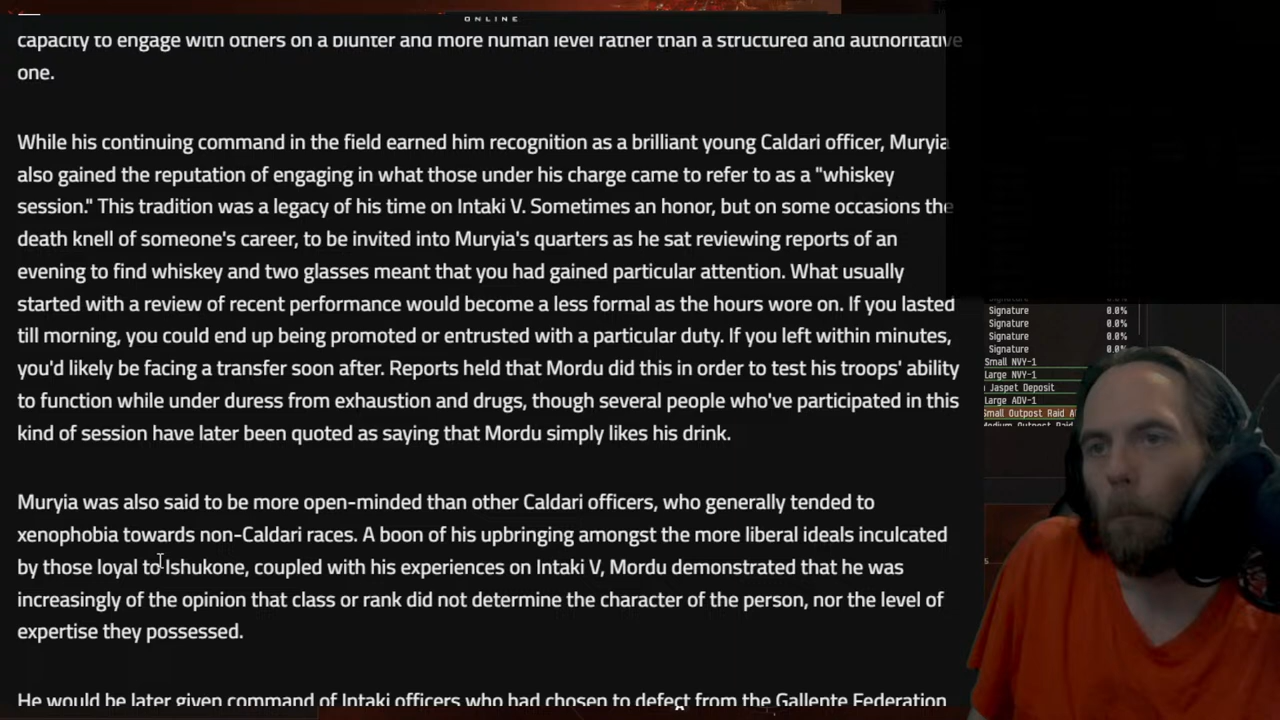 ONLINE
capacity to engage with others on a blunter and more human level rather than a structured and authoritative
one.
While his continuing command in the field earned him recognition as a brilliant young Caldari officer, Muryia
also gained the reputation of engaging in what those under his charge came to refer to as a "whiskey
session." This tradition was a legacy of his time on Intaki V. Sometimes an honor, but on some occasions the
death knell of someone's career, to be invited into Muryia's quarters as he sat reviewing reports of an
evening to find whiskey and two glasses meant that you had gained particular attention. What usually
started with a review of recent performance would become a less formal as the hours wore on. If you lasted
till morning, you could end up being promoted or entrusted with a particular duty. If you left within minutes,
you'd likely be facing a transfer soon after. Reports held that Mordu did this in order to test his troops' ability
to function while under duress frm exhaustion and drugs, though several people who've participated in this
kind of session have later been quoted as saying that Mordu simply likes his drink.
Muryia was also said to be more open-minded than other Caldari officers, who generally tended to
xenophobia towards non-Caldari races. A boon of his upbringing amongst the more liberal ideals inculcated
by those loyal to Ishukone, coupled with his experiences on Intaki V, Mordu demonstrated that he was
increasingly of the opinion that class or rank did not determine the character of the person, nor the level of
expertise they possessed.
He would be later given command of Intaki officers who had chosen to defect from the Gallente Federation
Signature 0.0%
Signature 0.0%
Signature 0.0%
Signature 0.0%
Small NVY-1
Large NVY-1
Jaspet Deposit
Large ADV-1
Small Outpost Raid
Medium Outpost Raid